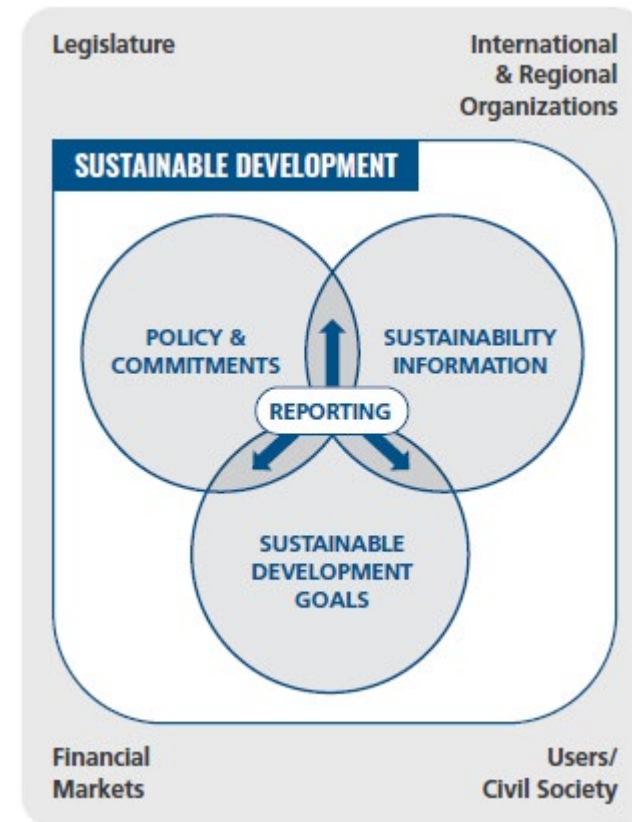 Legislature
International
& Regional
Organizations
SUSTAINABLE DEVELOPMENT
POLICY &
COMMITMENTS
SUSTAINABILITY
INFORMATION
REPORTING
SUSTAINABLE
DEVELOPMENT
GOALS
Financial
Markets
Users/
Civil Society